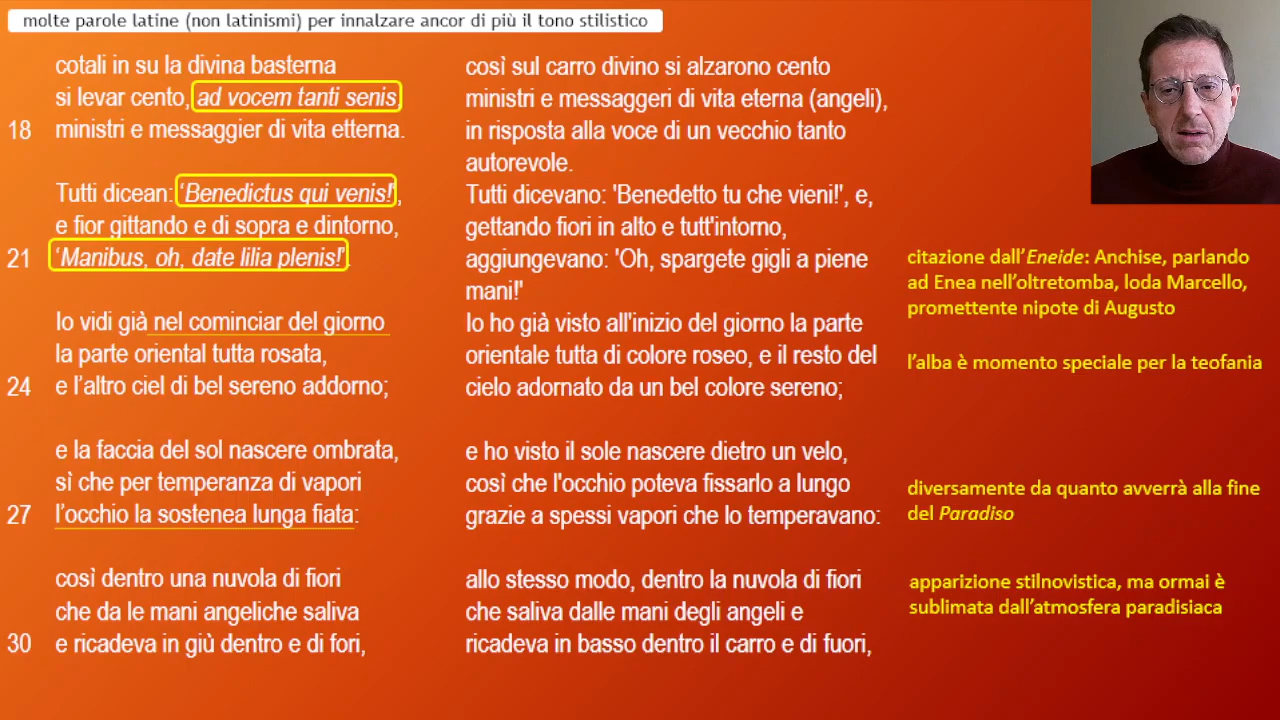 molte parole latine (non latinismi) per innalzare ancor di più il tono stilistico
cotali in su la divina basterna
si levar cento, ad vocem tanti senis,
18 ministri e messaggier di vita etterna.
Tutti dicean: ‘Benedictus qui venis!’,
e fior gittando e di sopra e dintorno,
21 ‘Manibus, oh, date lilia plenis!’.
Io vidi già nel cominciar del giorno
la parte oriental tutta rosata,
24 e l’altro ciel di bel sereno addorno;
e la faccia del sol nascere ombrata,
sì che per temperanza di vapori
27 l’occhio la sostenea lunga fiata:
così dentro una nuvola di fiori
che da le mani angeliche saliva
30 e ricadeva in giù dentro e di fori,
così sul carro divino si alzarono cento
ministri e messaggeri di vita eterna (angeli),
in risposta alla voce di un vecchio tanto
autorevole.
Tutti dicevano: 'Benedetto tu che vieni!', e,
gettando fiori in alto e tutt'intorno,
aggiungevano: 'Oh, spargete gigli a piene
mani!'
Io ho già visto all'inizio del giorno la parte
orientale tutta di colore roseo, e il resto del
cielo adornato da un bel colore sereno;
e ho visto il sole nascere dietro un velo,
così che l'occhio poteva fissarlo a lungo
grazie a spessi vapori che lo temperavano:
allo stesso modo, dentro la nuvola di fiori
che saliva dalle mani degli angeli e
ricadeva in basso dentro il carro e di fuori,
citazione dall’Eneide: Anchise, parlando
ad Enea nell’oltretomba, loda Marcello,
promettente nipote di Augusto
l’alba è momento speciale per la teofania
diversamente da quanto avverrà alla fine
del Paradiso
apparizione stilnovistica, ma ormai è
sublimata dall’atmosfera paradisiaca